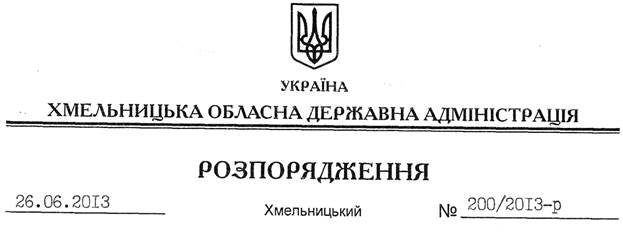 УКРАЇНА
ХМЕЛЬНИЦЬКА ОБЛАСНА ДЕРЖАВНА АДМІНІСТРАЦІЯ
РОЗПОРЯДЖЕННЯ
26.06.2013 Хмельницький № 200/2013-р